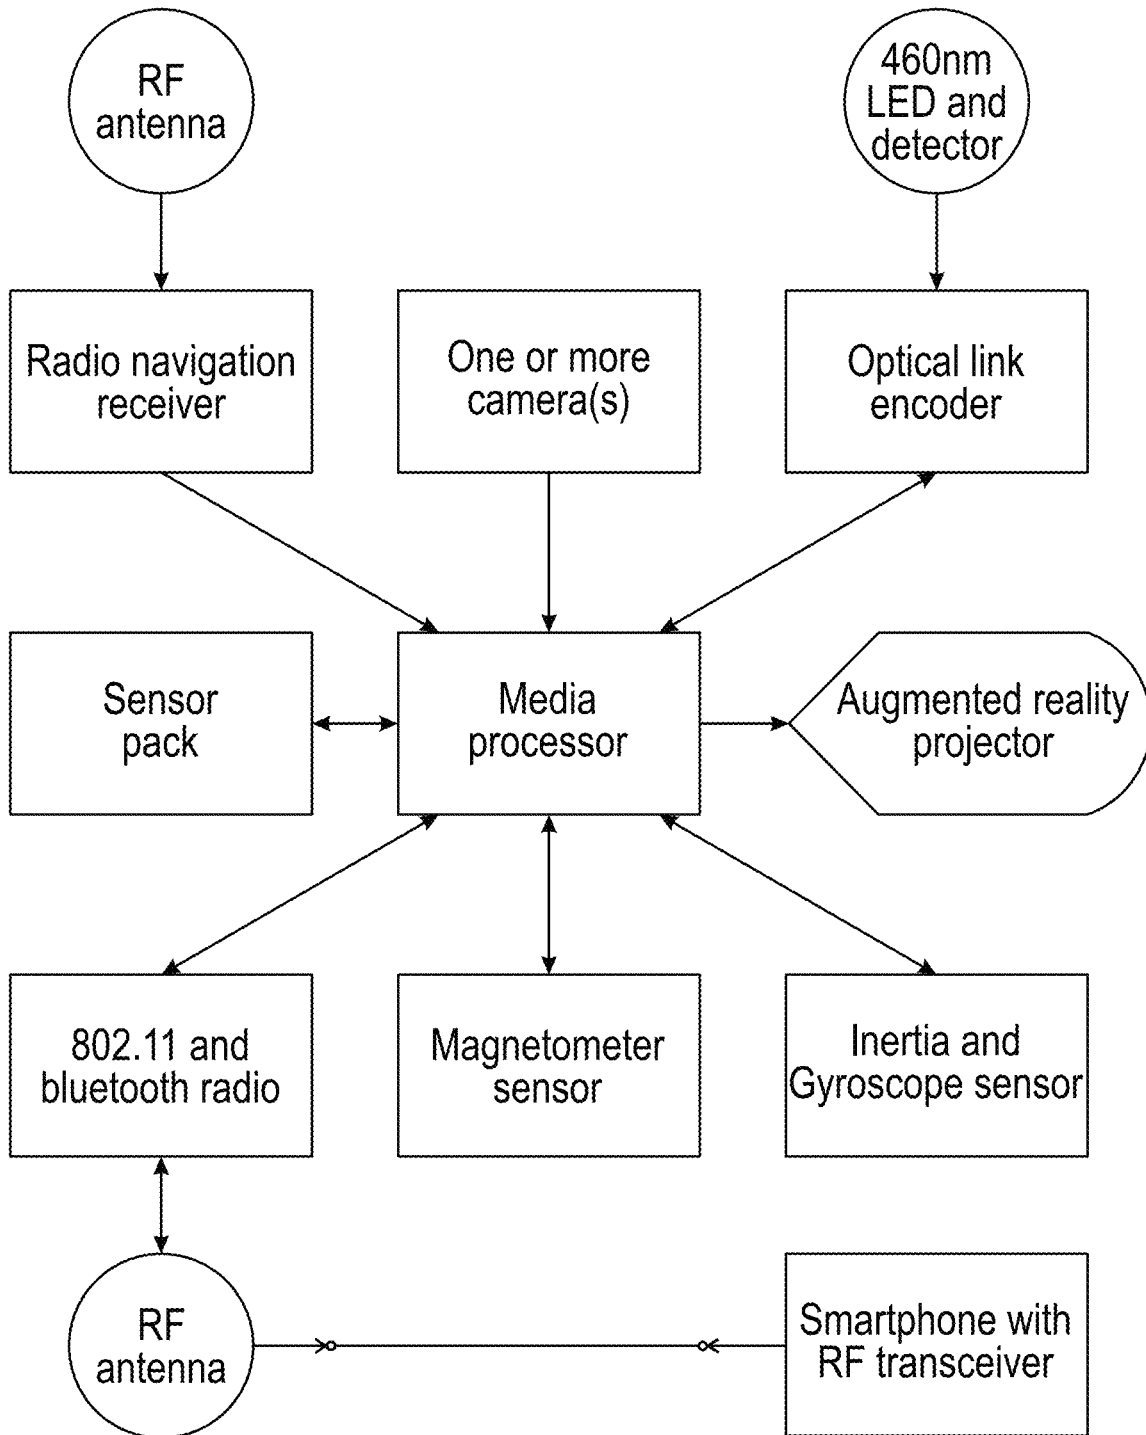 RF
antenna
460nm
LED and
detector
Radio navigation
receiver
One or more
camera(s)
Optical link
encoder
Sensor
pack
Media
processor
Augmented reality
projector
802.11 and
bluetooth radio
Magnetometer
sensor
Inertia and
Gyroscope sensor
RF
antenna
Smartphone with
RF transceiver